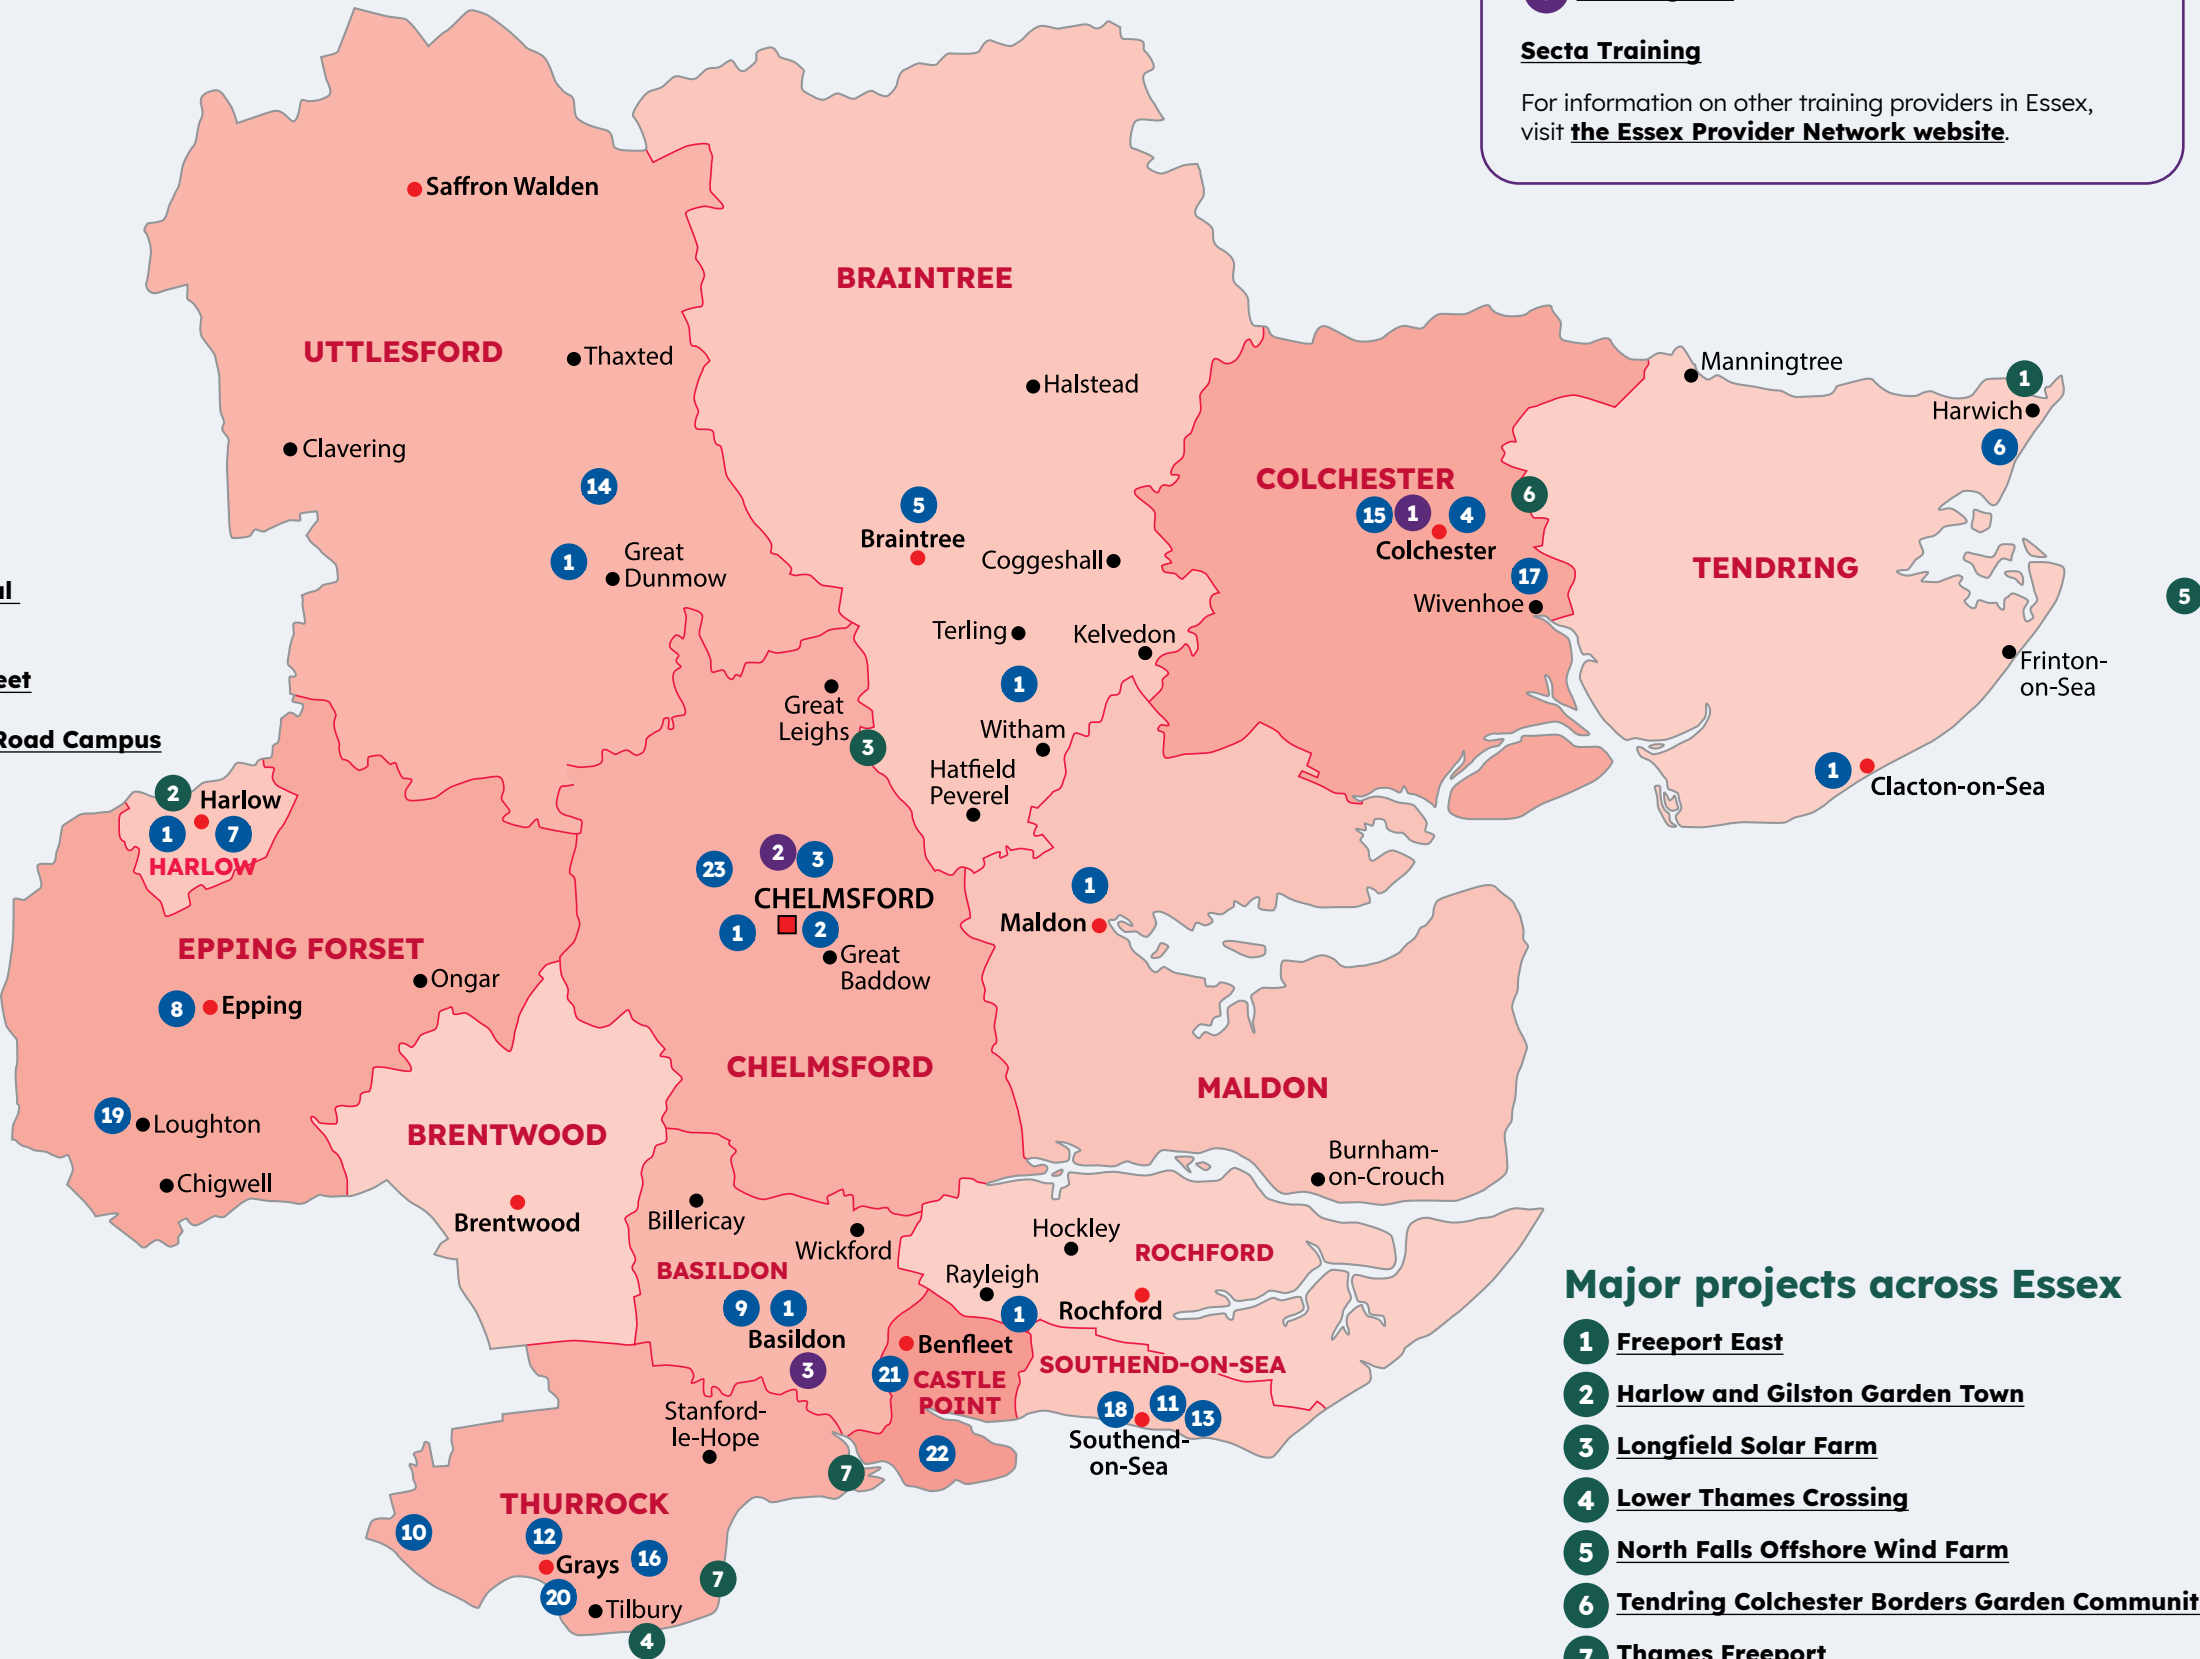 Secta Training
For information on other training providers in Essex,
visit the Essex Provider Network website.
Saffron Walden
BRAINTREE
UTTLESFORD
Thaxted
Manningtree
1
Halstead
Harwich
Clavering
6
COLCHESTER
14
6
5
15
1
4
Braintree
Colchester
Great
Dunmow
1
Coggeshall
TENDRING
17
5
Wivenhoe
Terling
Kelvedon
Frinton-
on-Sea
1
Great
Leighs
eet
Witham
3
Road Campus
Hatfield
Peverel
1
Clacton-on-Sea
2
Harlow
1
7
HARLOW
2
3
23
CHELMSFORD
1
1
2
Maldon
EPPING FORSET
Great
Baddow
Ongar
8
Epping
CHELMSFORD
MALDON
19
Loughton
BRENTWOOD
Burnham-
on-Crouch
Chigwell
Brentwood
Billericay
Hockley
Wickford
ROCHFORD
BASILDON
Rayleigh
9
1
1
Rochford
Basildon
Benfleet
3
21
SOUTHEND-ON-SEA
CASTLE
POINT
18
11
13
Stanford-
le-Hope
Southend-
on-Sea
22
7
THURROCK
10
12
Grays
16
7
20
Tilbury
4
Major projects across Essex
1 Freeport East
2 Harlow and Gilston Garden Town
3 Longfield Solar Farm
4 Lower Thames Crossing
5 North Falls Offshore Wind Farm
6 Tendring Colchester Borders Garden Communit
7 Thames Freeport